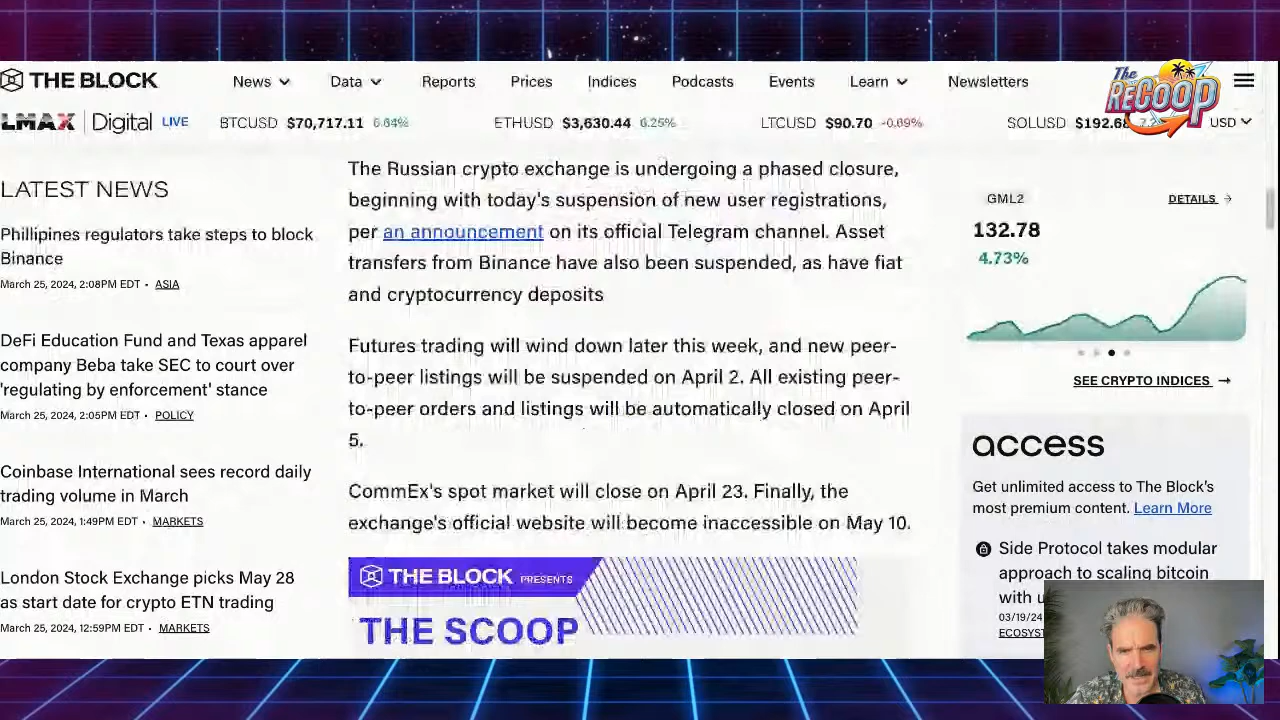 THE BLOCK
News
Data
Reports
Prices
Indices
Podcasts
Events
Learn
Newsletters
The RECOOP
LMAX Digital LIVE
BTCUSD $70,717.11 6.64%
ETHUSD $3,630.44 6.25%
LTCUSD $90.70 -0.69%
SOLUSD
USD
LATEST NEWS
Phillipines regulators take steps to block
Binance
March 25, 2024, 2:08PM EDT • ASIA
DeFi Education Fund and Texas apparel
company Beba take SEC to court over
'regulating by enforcement' stance
March 25, 2024, 2:05PM EDT • POLICY
Coinbase International sees record daily
trading volume in March
March 25, 2024, 1:49PM EDT • MARKETS
London Stock Exchange picks May 28
as start date for crypto ETN trading
March 25, 2024, 12:59PM EDT • MARKETS
The Russian crypto exchange is undergoing a phased closure,
beginning with today's suspension of new user registrations,
per an announcement on its official Telegram channel. Asset
transfers from Binance have also been suspended, as have fiat
and cryptocurrency deposits
Futures trading will wind down later this week, and new peer-
to-peer listings will be suspended on April 2. All existing peer-
to-peer orders and listings will be automatically closed on April
5.
CommEx's spot market will close on April 23. Finally, the
exchange's official website will become inaccessible on May 10.
THE BLOCK PRESENTS
THE SCOOP
GML2
DETAILS
132.78
4.73%
SEE CRYPTO INDICES
access
Get unlimited access to The Block's
most premium content. Learn More
Side Protocol takes modular
approach to scaling bitcoin
with
03/19/24